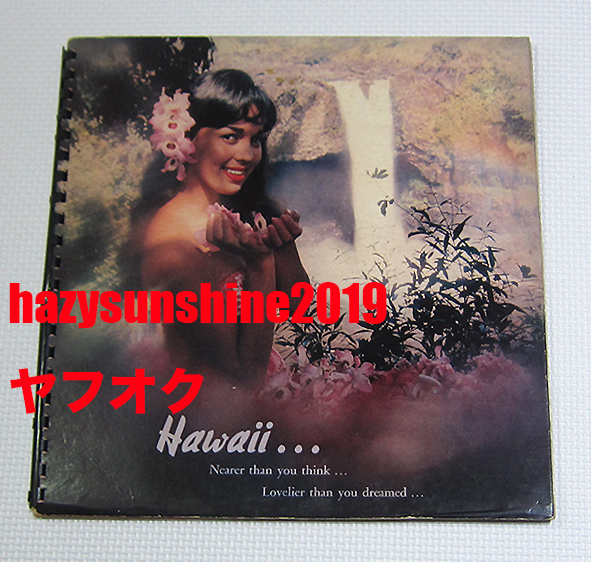 hazysunshine2019
ヤフオク
Hawaii...
Nearer than you think ...
Lovelier than you dreamed ...